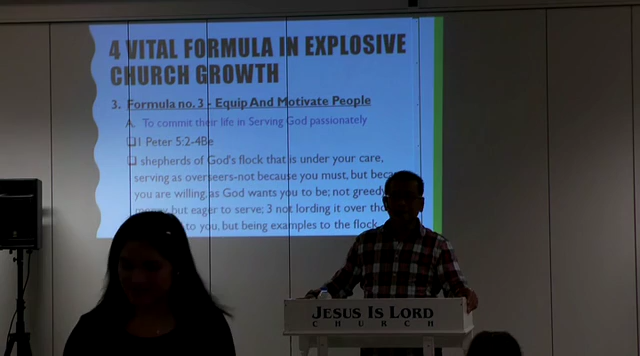 4 VITAL FORMULA IN EXPLOSIVE
CHURCH GROWTH
3. Formula no. 3 - Equip And Motivate People
A. To commit their life in Serving God passionately
1 Peter 5:2-4Be
shepherds of God's flock that is under your care,
serving as overseers-not because you must, but
you are willing, as God wants you to be; not greedy
money, but eager to serve; 3 not lording it over
to you, but being examples to the flock.
JESUS IS LORD
CHURCH